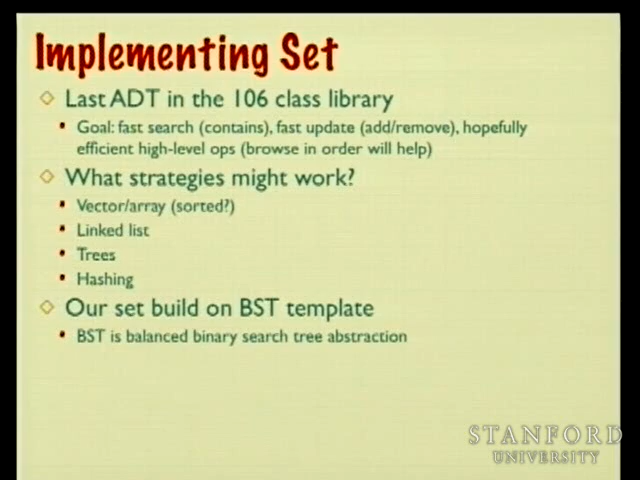 Implementing Set
Last ADT in the 106 class library
Goal: fast search (contains), fast update (add/remove), hopefully
efficient high-level ops (browse in order will help)
What strategies might work?
Vector/array (sorted?)
Linked list
Trees
Hashing
Our set build on BST template
BST is balanced binary search tree abstraction
STANFORD
UNIVERSITY